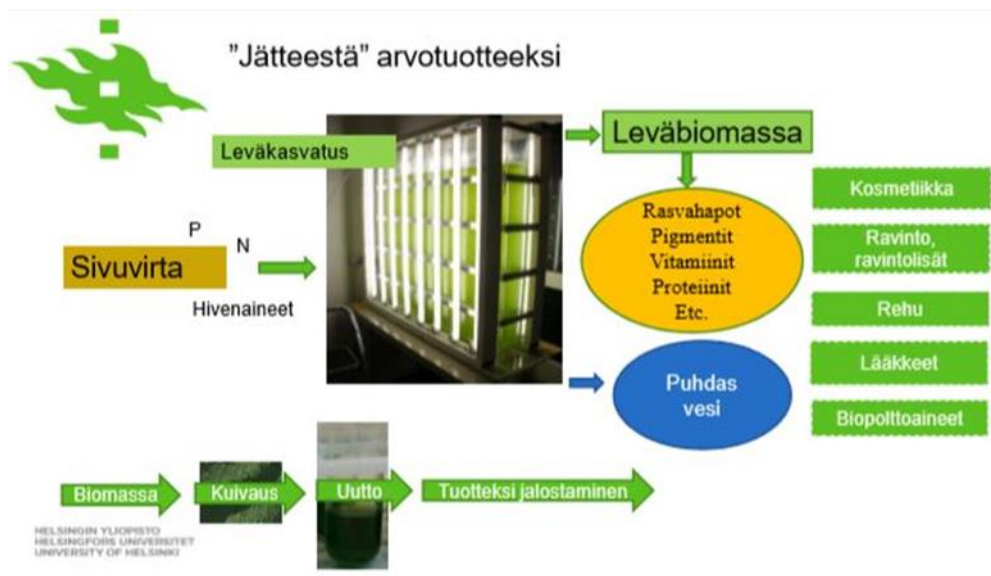 ”Jätteestä” arvotuotteeksi
Leväkasvatus
Leväbiomassa
P
N
Sivuvirta
Hivenaineet
Rasvahapot
Pigmentit
Vitamiinit
Proteiinit
Etc.
Puhdas
vesi
Kosmetiikka
Ravinto,
ravintolisät
Rehu
Lääkkeet
Biopolttoaineet
Biomassa
Kuivaus
Uutto
Tuotteksi jalostaminen
HELSINGIN YLIOPISTO
HELSINGFORS UNIVERSITET
UNIVERSITY OF HELSINKI